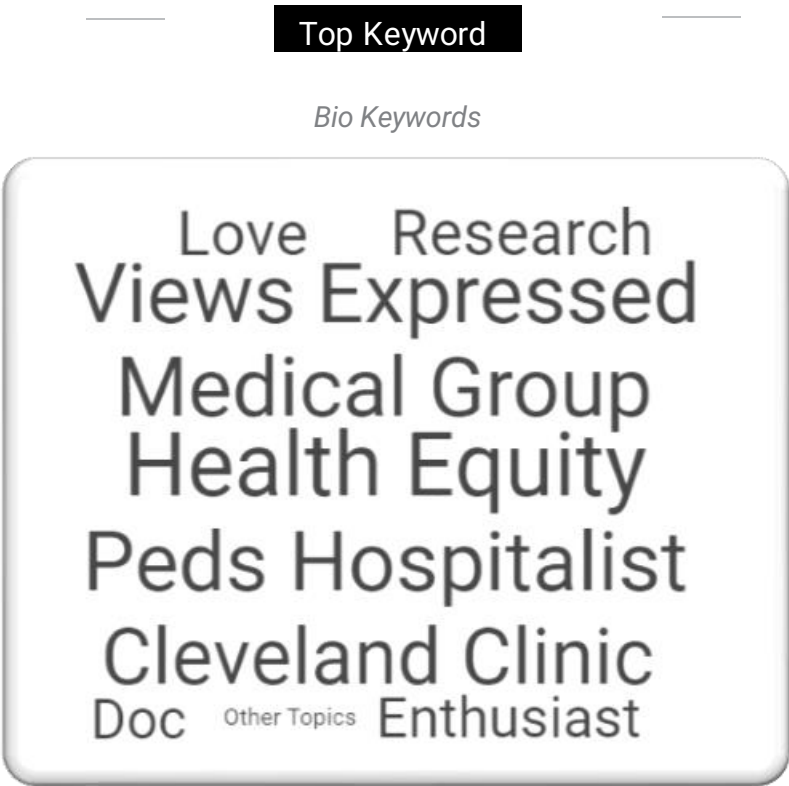 Top Keyword
Bio Keywords
Love Research
Views Expressed
Medical Group
Health Equity
Peds Hospitalist
Cleveland Clinic
Doc Other Topics Enthusiast